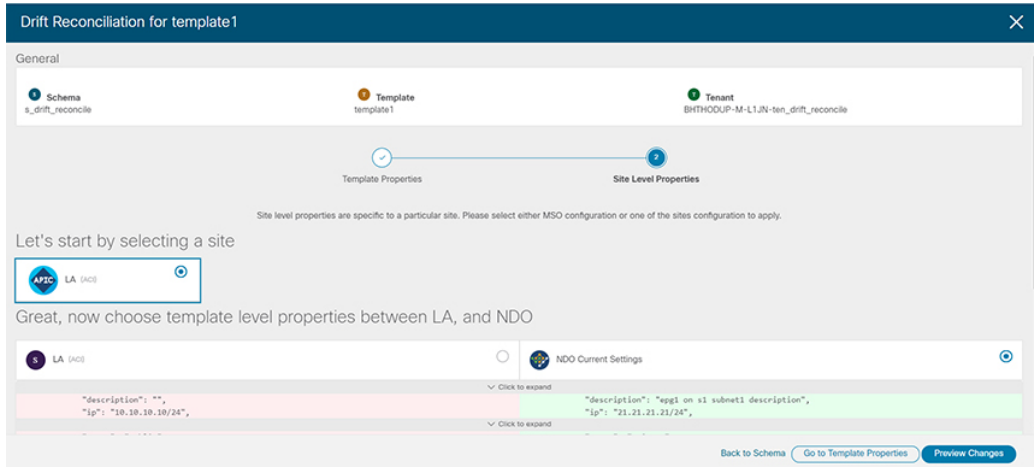 Drift Reconciliation for template1
General
S Schema
s_drift_reconcile
T Template
template1
T Tenant
BHTHODUP-M-L1JN-ten_drift_reconcile
2
Template Properties
Site Level Properties
Site level properties are specific to a particular site. Please select either MSO configuration or one of the sites configuration to apply.
Let's start by selecting a site
APIC LA (ACI)
Great, now choose template level properties between LA, and NDO
S LA (ACI)
NDO Current Settings
Click to expand
"description": "",
"description": "epg1 on s1 subnet1 description",
"ip": "10.10.10.10/24",
"ip": "21.21.21.21/24",
Click to expand
Back to Schema Go to Template Properties Preview Changes